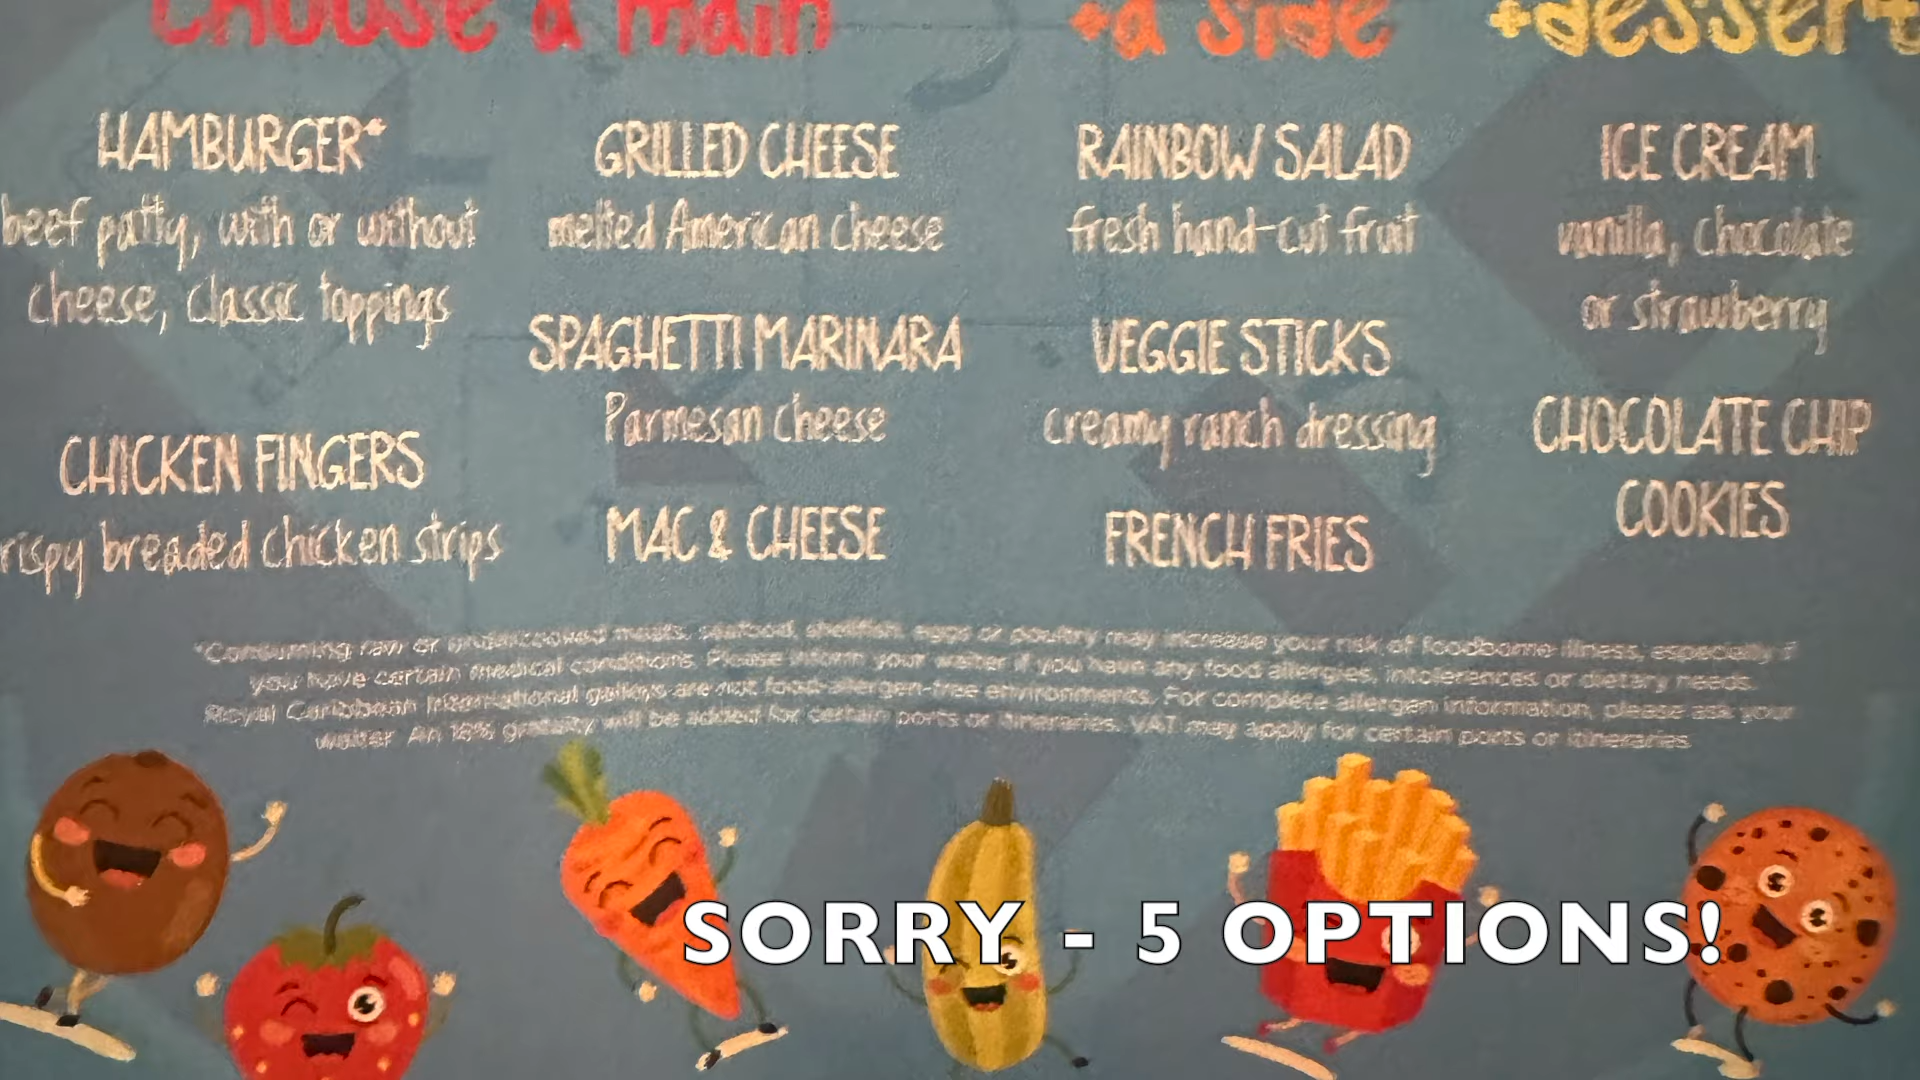 choose a main
+a side
+dessert
HAMBURGER*
beef patty, with or without
cheese, classic toppings
CHICKEN FINGERS
rispy breaded chicken strips
GRILLED CHEESE
melted American cheese
SPAGHETTI MARINARA
Parmesan cheese
MAC & CHEESE
RAINBOW SALAD
fresh hand-cut fruit
VEGGIE STICKS
creamy ranch dressing
FRENCH FRIES
ICE CREAM
vanilla, chocolate
or strawberry
CHOCOLATE CHIP
COOKIES
*Consuming raw or undercooked meats, seafood, shellfish, eggs or poultry may increase your risk of foodborne illness, especially if
you have certain medical conditions. Please inform your waiter if you have any food allergies, intolerances or dietary needs.
Royal Caribbean International galleys are not food allergen-free environments. For complete allergen information, please ask your
waiter. An 18% gratuity will be added for certain ports or itineraries. VAT may apply for certain ports or itineraries.
SORRY - 5 OPTIONS!